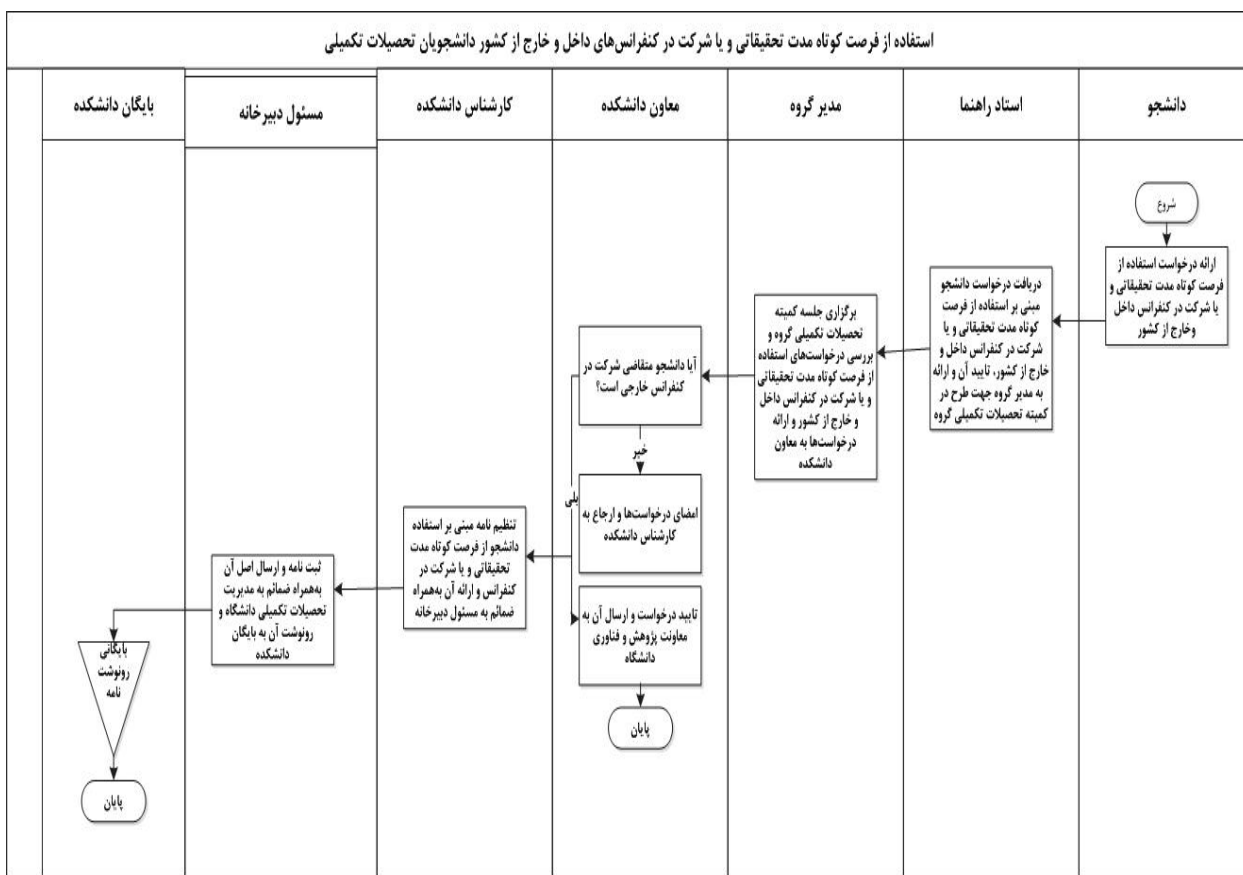 استفاده از فرصت کوتاه مدت تحقیقاتی و یا شرکت در کنفرانس‌های داخل و خارج از کشور دانشجویان تحصیلات تکمیلی
دانشجو
استاد راهنما
مدیر گروه
معاون دانشکده
کارشناس دانشکده
مسئول دبیرخانه
بایگان دانشکده
شروع
ارائه درخواست استفاده از
فرصت کوتاه مدت تحقیقاتی و
یا شرکت در کنفرانس داخل
وخارج از کشور
دریافت درخواست دانشجو
مبنی بر استفاده از فرصت
کوتاه مدت تحقیقاتی و یا
شرکت در کنفرانس داخل و
خارج از کشور، تایید آن و ارائه
به مدیر گروه جهت طرح در
کمیته تحصیلات تکمیلی گروه
برگزاری جلسه کمیته
تحصیلات تکمیلی گروه و
بررسی درخواست‌های استفاده
از فرصت کوتاه مدت تحقیقاتی
و یا شرکت در کنفرانس داخل
و خارج از کشور و ارائه
درخواست‌ها به معاون
دانشکده
آیا دانشجو متقاضی شرکت در
کنفرانس خارجی است؟
خیر
بلی
امضای درخواست‌ها و ارجاع به
کارشناس دانشکده
تایید درخواست و ارسال آن به
معاونت پژوهش و فناوری
دانشگاه
پایان
تنظیم نامه مبنی بر استفاده
دانشجو از فرصت کوتاه مدت
تحقیقاتی و یا شرکت در
کنفرانس و ارائه آن به‌همراه
ضمائم به مسئول دبیرخانه
ثبت نامه و ارسال اصل آن
به‌همراه ضمائم به مدیریت
تحصیلات تکمیلی دانشگاه و
رونوشت آن به بایگان
دانشکده
بایگانی
رونوشت
نامه
پایان